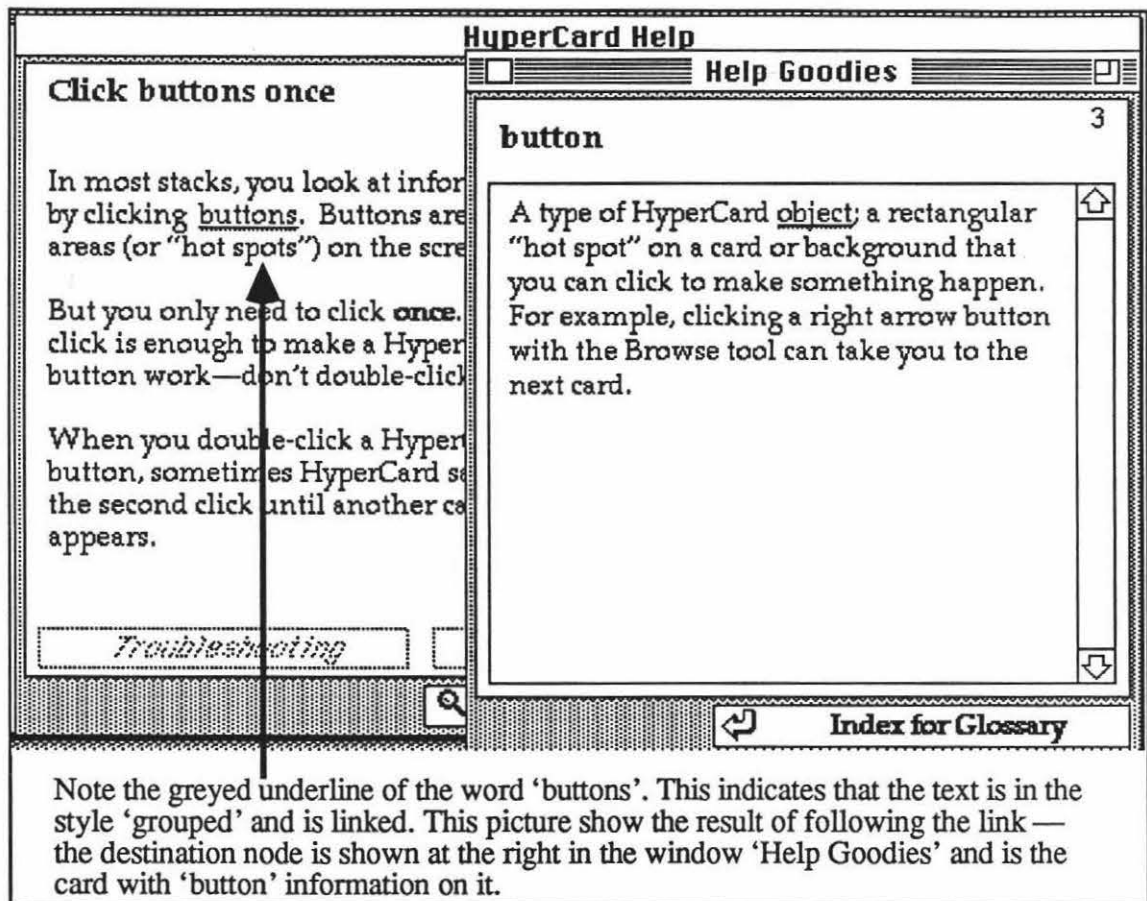 HyperCard Help
Click buttons once
In most stacks, you look at infor
by clicking buttons. Buttons are
areas (or “hot spots”) on the scre
But you only need to click once.
click is enough to make a Hyper
button work—don’t double-click
When you double-click a Hyper
button, sometimes HyperCard s
the second click until another ca
appears.
Troubleshooting
Help Goodies
3
button
A type of HyperCard object; a rectangular
“hot spot” on a card or background that
you can click to make something happen.
For example, clicking a right arrow button
with the Browse tool can take you to the
next card.
Index for Glossary
Note the greyed underline of the word ‘buttons’. This indicates that the text is in the
style ‘grouped’ and is linked. This picture show the result of following the link —
the destination node is shown at the right in the window ‘Help Goodies’ and is the
card with ‘button’ information on it.